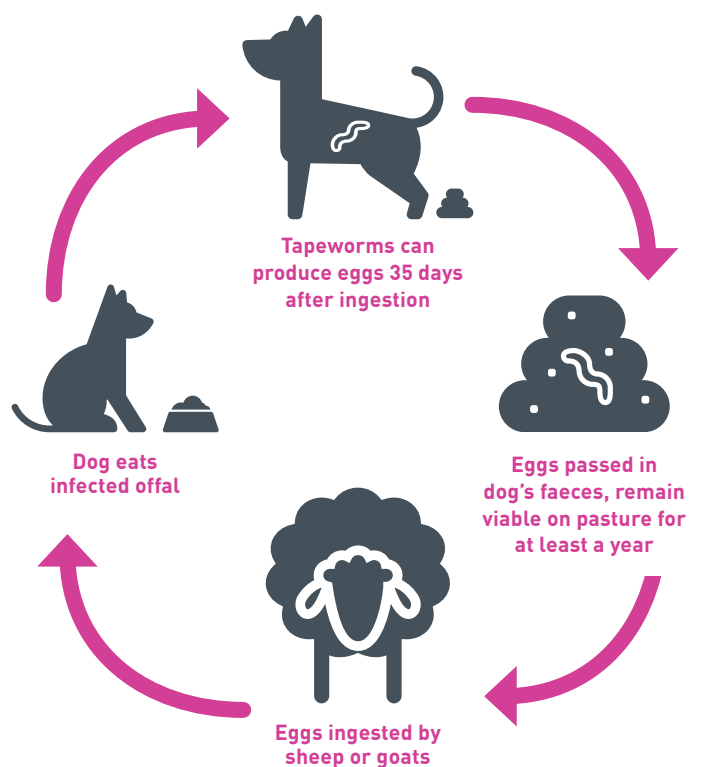 Tapeworms can
produce eggs 35 days
after ingestion
Eggs passed in
dog's faeces, remain
viable on pasture for
at least a year
Eggs ingested by
sheep or goats
Dog eats
infected offal